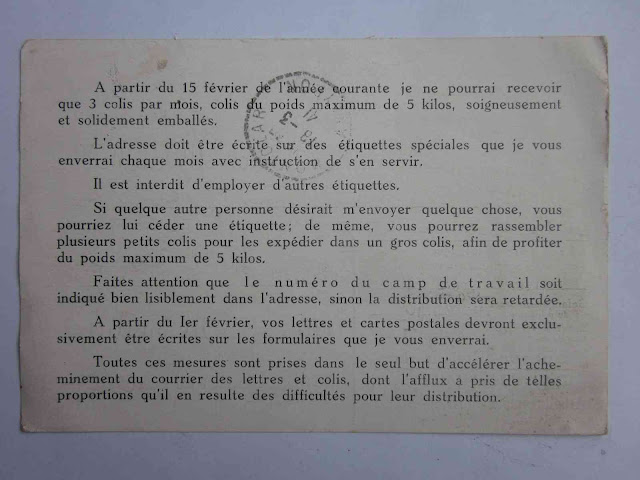 A partir du 15 février de l'année courante je ne pourrai recevoir
que 3 colis par mois, colis du poids maximum de 5 kilos, soigneusement
et solidement emballés.
L'adresse doit être écrite sur des étiquettes spéciales que je vous
enverrai chaque mois avec instruction de s'en servir.
Il est interdit d'employer d'autres étiquettes.
Si quelque autre personne désirait m'envoyer quelque chose, vous
pourriez lui céder une étiquette; de même, vous pourrez rassembler
plusieurs petits colis pour les expédier dans un gros colis, afin de profiter
du poids maximum de 5 kilos.
Faites attention que le numéro du camp de travail soit
indiqué bien lisiblement dans l'adresse, sinon la distribution sera retardée.
A partir du Ier février, vos lettres et cartes postales devront exclu-
sivement être écrites sur les formulaires que je vous enverrai.
Toutes ces mesures sont prises dans le seul but d'accélérer l'ache-
minement du courrier des lettres et colis, dont l'afflux a pris de telles
proportions qu'il en resulte des difficultés pour leur distribution.